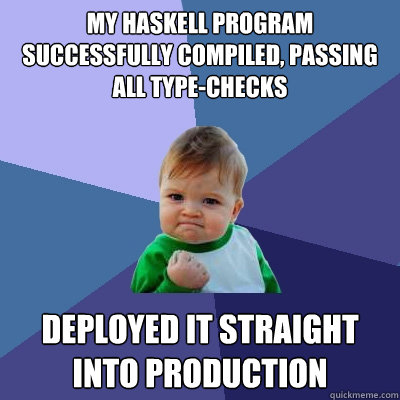 MY HASKELL PROGRAM
SUCCESSFULLY COMPILED, PASSING
ALL TYPE-CHECKS
DEPLOYED IT STRAIGHT
INTO PRODUCTION
quickmeme.com